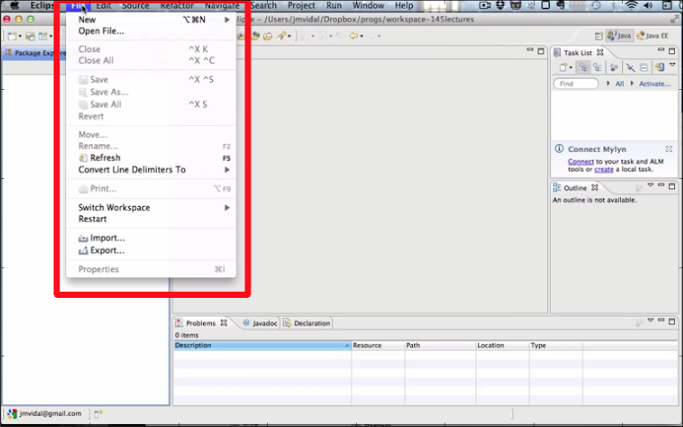 Eclips File Edit Source Refactor Navigate Search Project Run Window Help
clipse – /Users/jmvidal/Dropbox/progs/workspace-145lectures
New ⌥⌘N
Open File...
Close ^X K
Close All ^X ^C
Save ^X ^S
Save As...
Save All ^X S
Revert
Move...
Rename... F2
Refresh F5
Convert Line Delimiters To
Print... ⌥F9
Switch Workspace
Restart
Import...
Export...
Properties ⌘I
Package Explore
Java Java EE
Task List
Find All Activate...
Connect Mylyn
Connect to your task and ALM
tools or create a local task.
Outline
An outline is not available.
Problems @ Javadoc Declaration
0 items
Description Resource Path Location Type
jmvidal@gmail.com